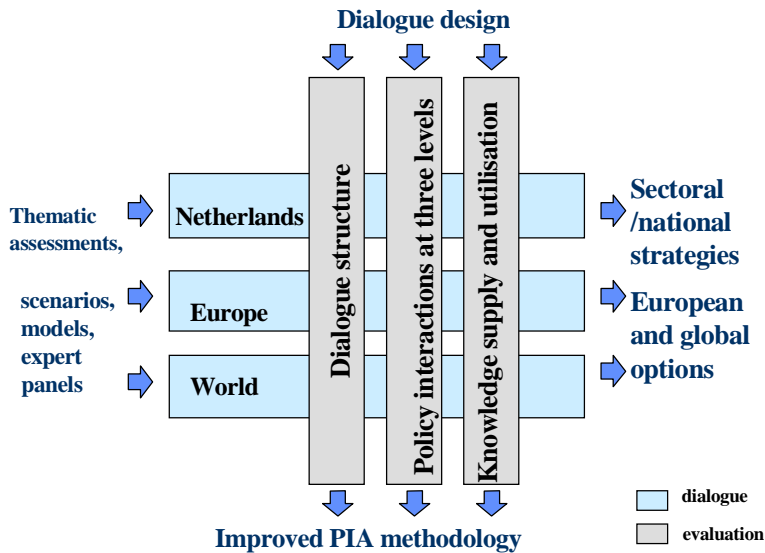 Dialogue design
Dialogue structure
Policy interactions at three levels
Knowledge supply and utilisation
Thematic
assessments,
scenarios,
models,
expert
panels
Netherlands
Europe
World
Sectoral
/national
strategies
European
and global
options
Improved PIA methodology
dialogue
evaluation